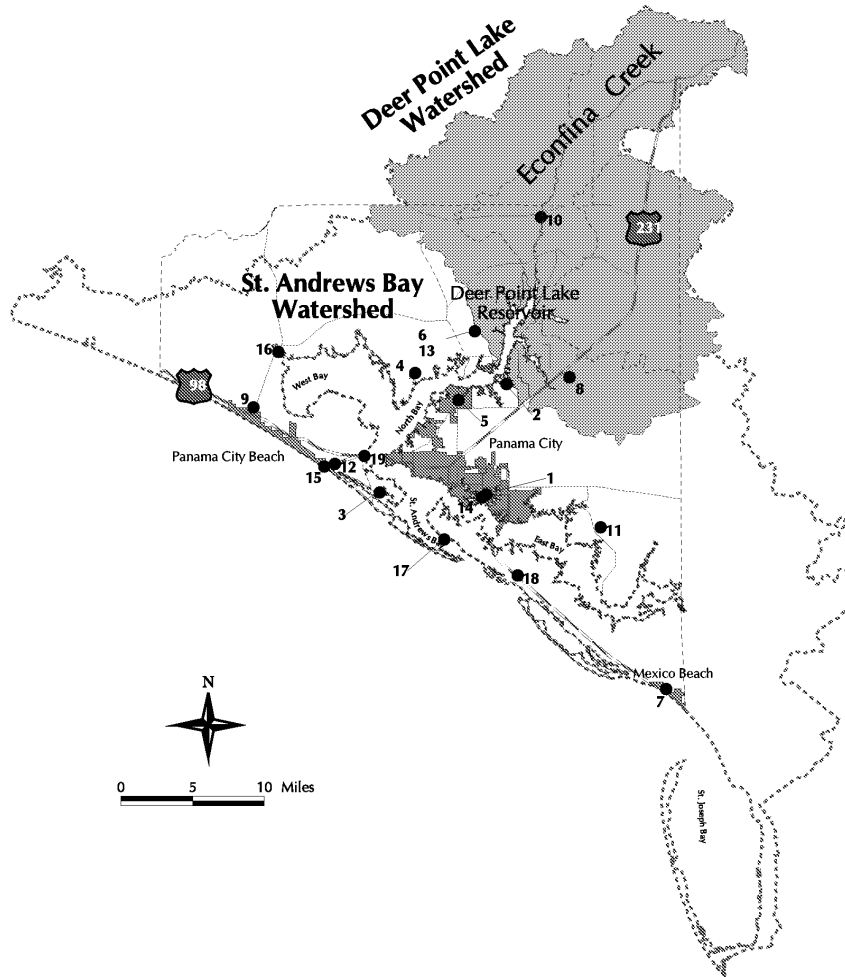 Deer Point Lake
Watershed
Econfina Creek
10
231
St. Andrews Bay
Watershed
Deer Point Lake
Reservoir
6
13
16
4
West Bay
98
9
North Bay
5
2
8
Panama City
Panama City Beach
19
12
15
3
14
1
St. Andrews Bay
11
East Bay
17
18
Mexico Beach
7
N
0 5 10 Miles
St. Joseph Bay